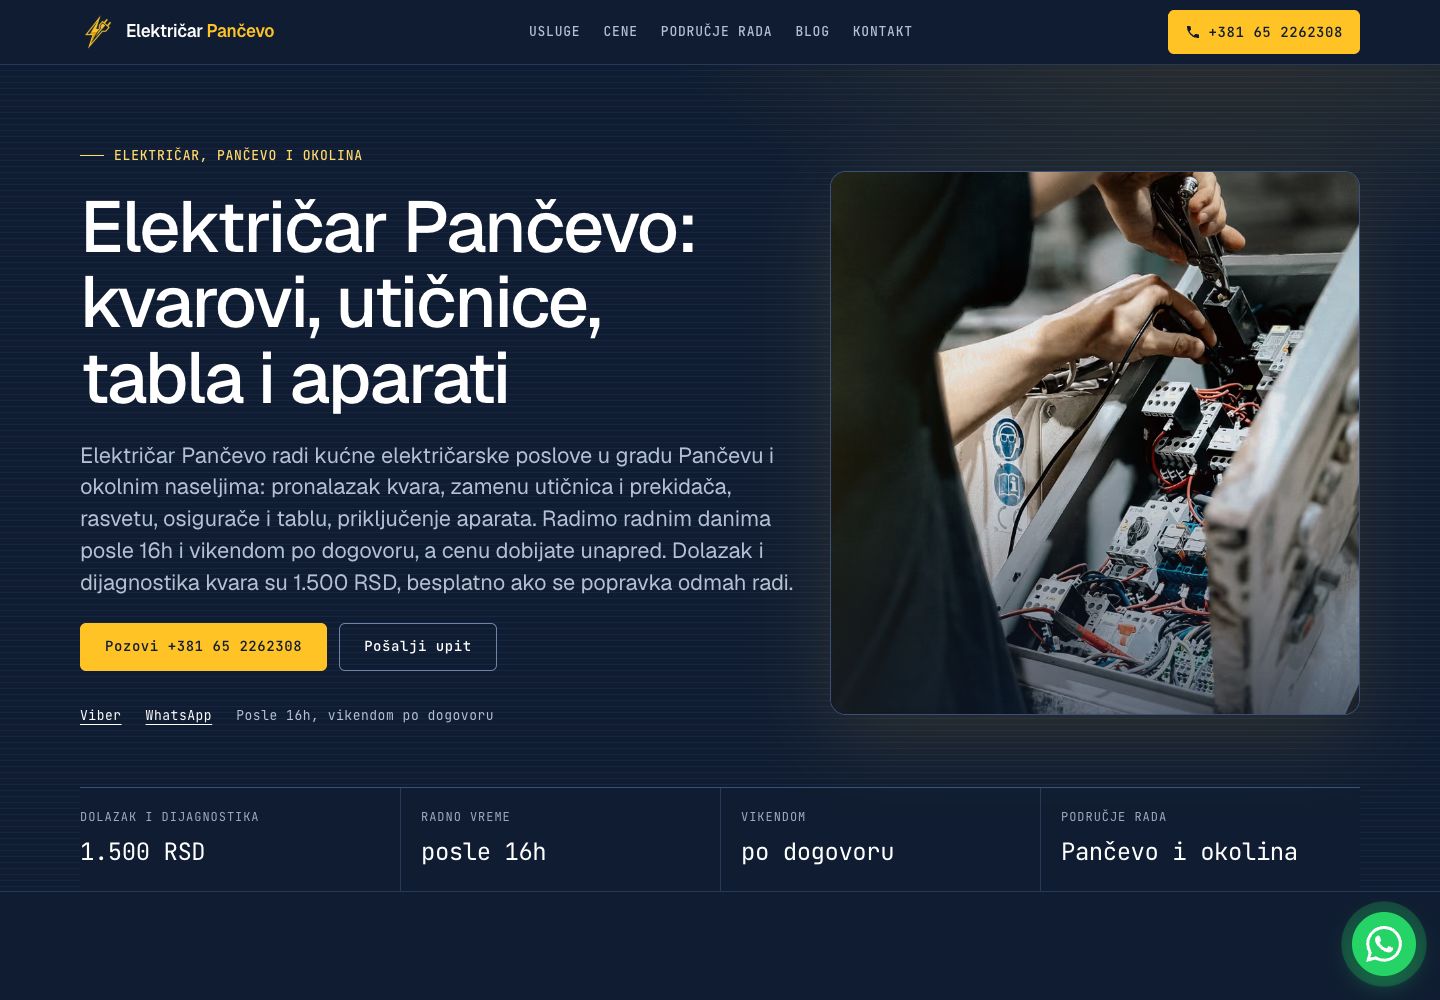 Električar Pančevo
USLUGE
CENE
PODRUČJE RADA
BLOG
KONTAKT
+381 65 2262308
ELEKTRIČAR, PANČEVO I OKOLINA
Električar Pančevo:
kvarovi, utičnice,
tabla i aparati
Električar Pančevo radi kućne električarske poslove u gradu Pančevu i
okolnim naseljima: pronalazak kvara, zamenu utičnica i prekidača,
rasvetu, osigurače i tablu, priključenje aparata. Radimo radnim danima
posle 16h i vikendom po dogovoru, a cenu dobijate unapred. Dolazak i
dijagnostika kvara su 1.500 RSD, besplatno ako se popravka odmah radi.
Pozovi +381 65 2262308
Pošalji upit
Viber
WhatsApp
Posle 16h, vikendom po dogovoru
DOLAZAK I DIJAGNOSTIKA
1.500 RSD
RADNO VREME
posle 16h
VIKENDOM
po dogovoru
PODRUČJE RADA
Pančevo i okolina